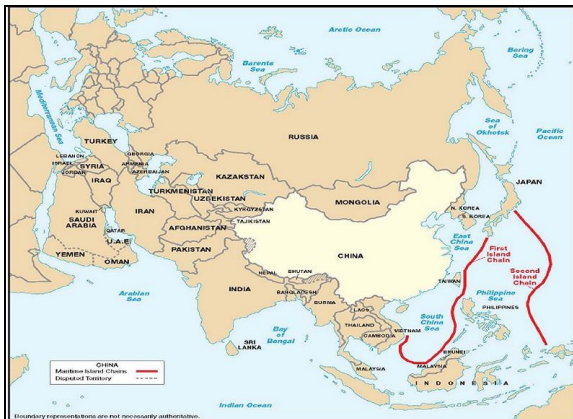 Arctic Ocean
Bering
Sea
Barents
Sea
Sea
of
Okhotsk
Pacific
Ocean
RUSSIA
Mediterranean Sea
TURKEY
GEORGIA
ARMENIA
AZERBAIJAN
LEBANON
ISRAEL
SYRIA
JORDAN
IRAQ
KUWAIT
SAUDI
ARABIA
QATAR
U.A.E.
YEMEN
OMAN
IRAN
KAZAKSTAN
TURKMENISTAN
UZBEKISTAN
KYRGYZSTAN
TAJIKISTAN
AFGHANISTAN
PAKISTAN
MONGOLIA
CHINA
N. KOREA
S. KOREA
JAPAN
East
China
Sea
First
Island
Chain
Second
Island
Chain
TAIWAN
Philippine
Sea
PHILIPPINES
NEPAL
BHUTAN
BANGLADESH
INDIA
BURMA
LAOS
THAILAND
VIETNAM
CAMBODIA
South
China
Sea
Arabian
Sea
Bay
of
Bengal
SRI
LANKA
MALAYSIA
BRUNEI
MALAYSIA
INDONESIA
Indian Ocean
CHINA
Maritime Island Chains
Disputed Territory
Boundary representations are not necessarily authoritative.